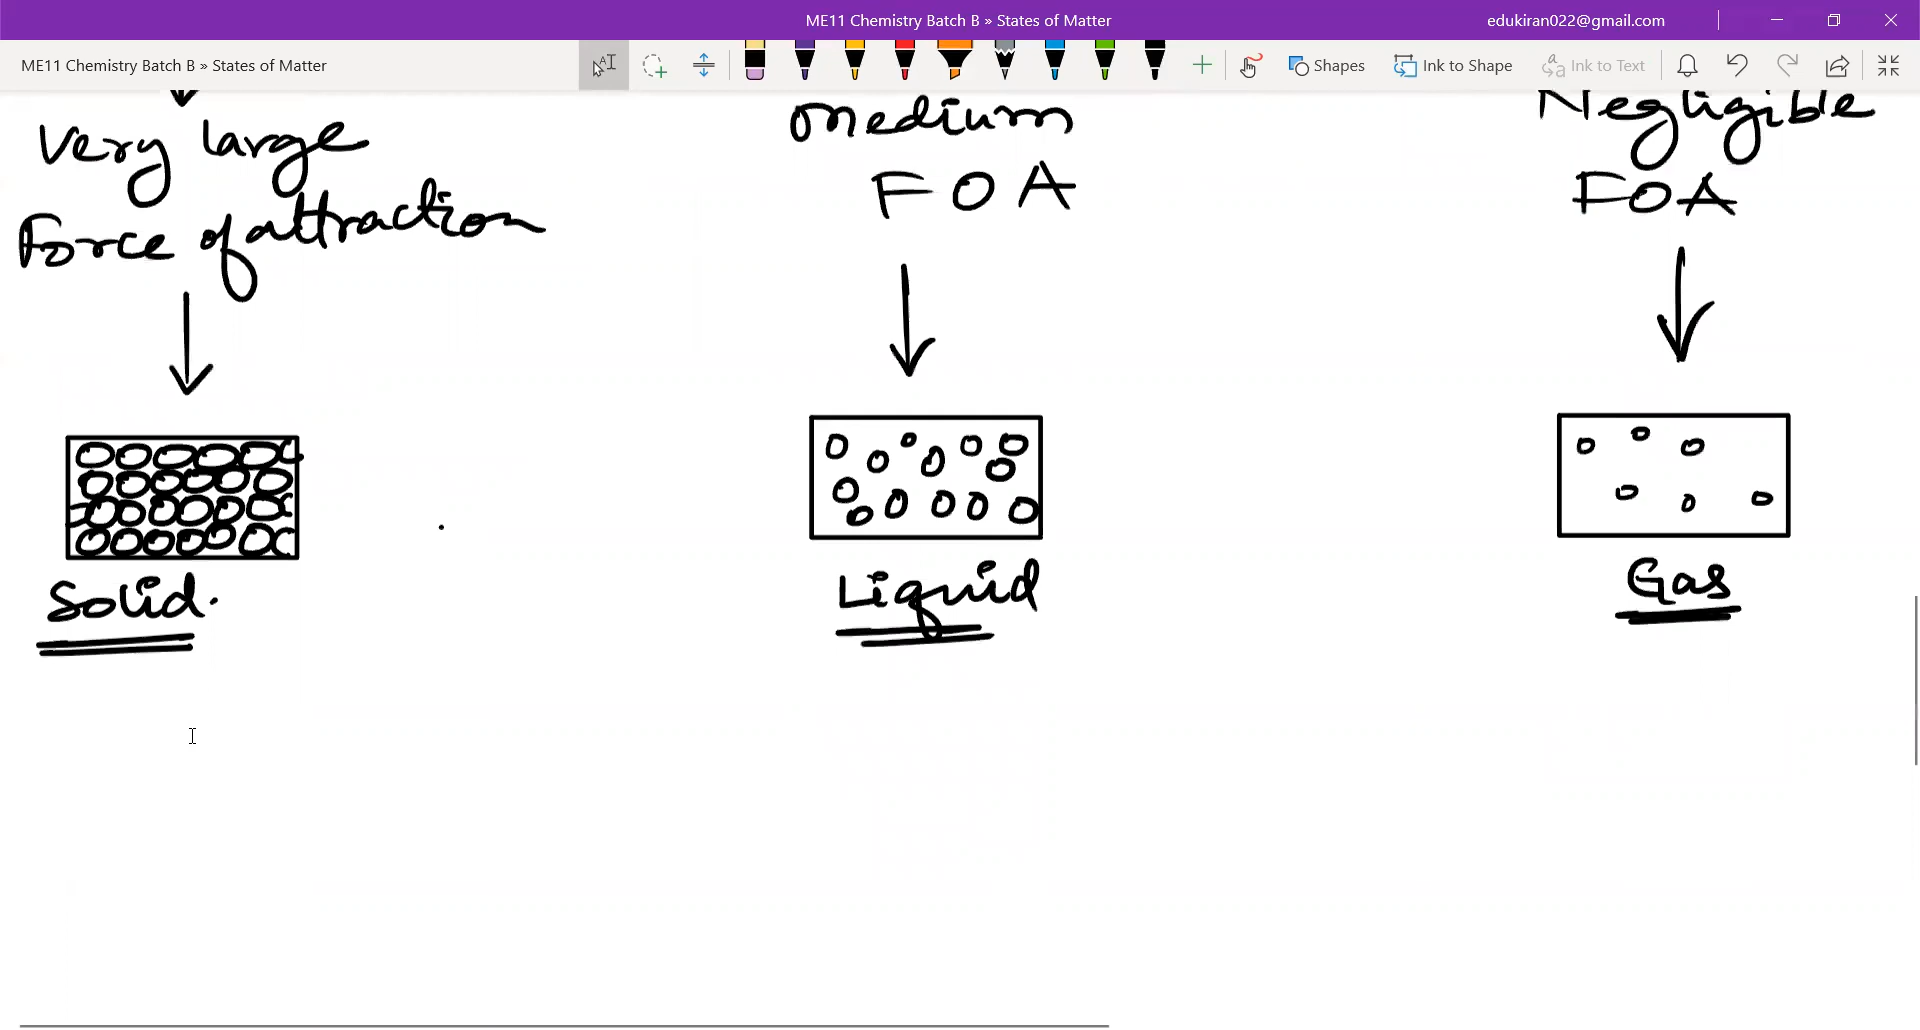 ME11 Chemistry Batch B » States of Matter
edukiran022@gmail.com
ME11 Chemistry Batch B » States of Matter
Shapes
Ink to Shape
Ink to Text
Very large
Force of attraction
Solid.
medium
FOA
Liquid
Negligible
FOA
Gas